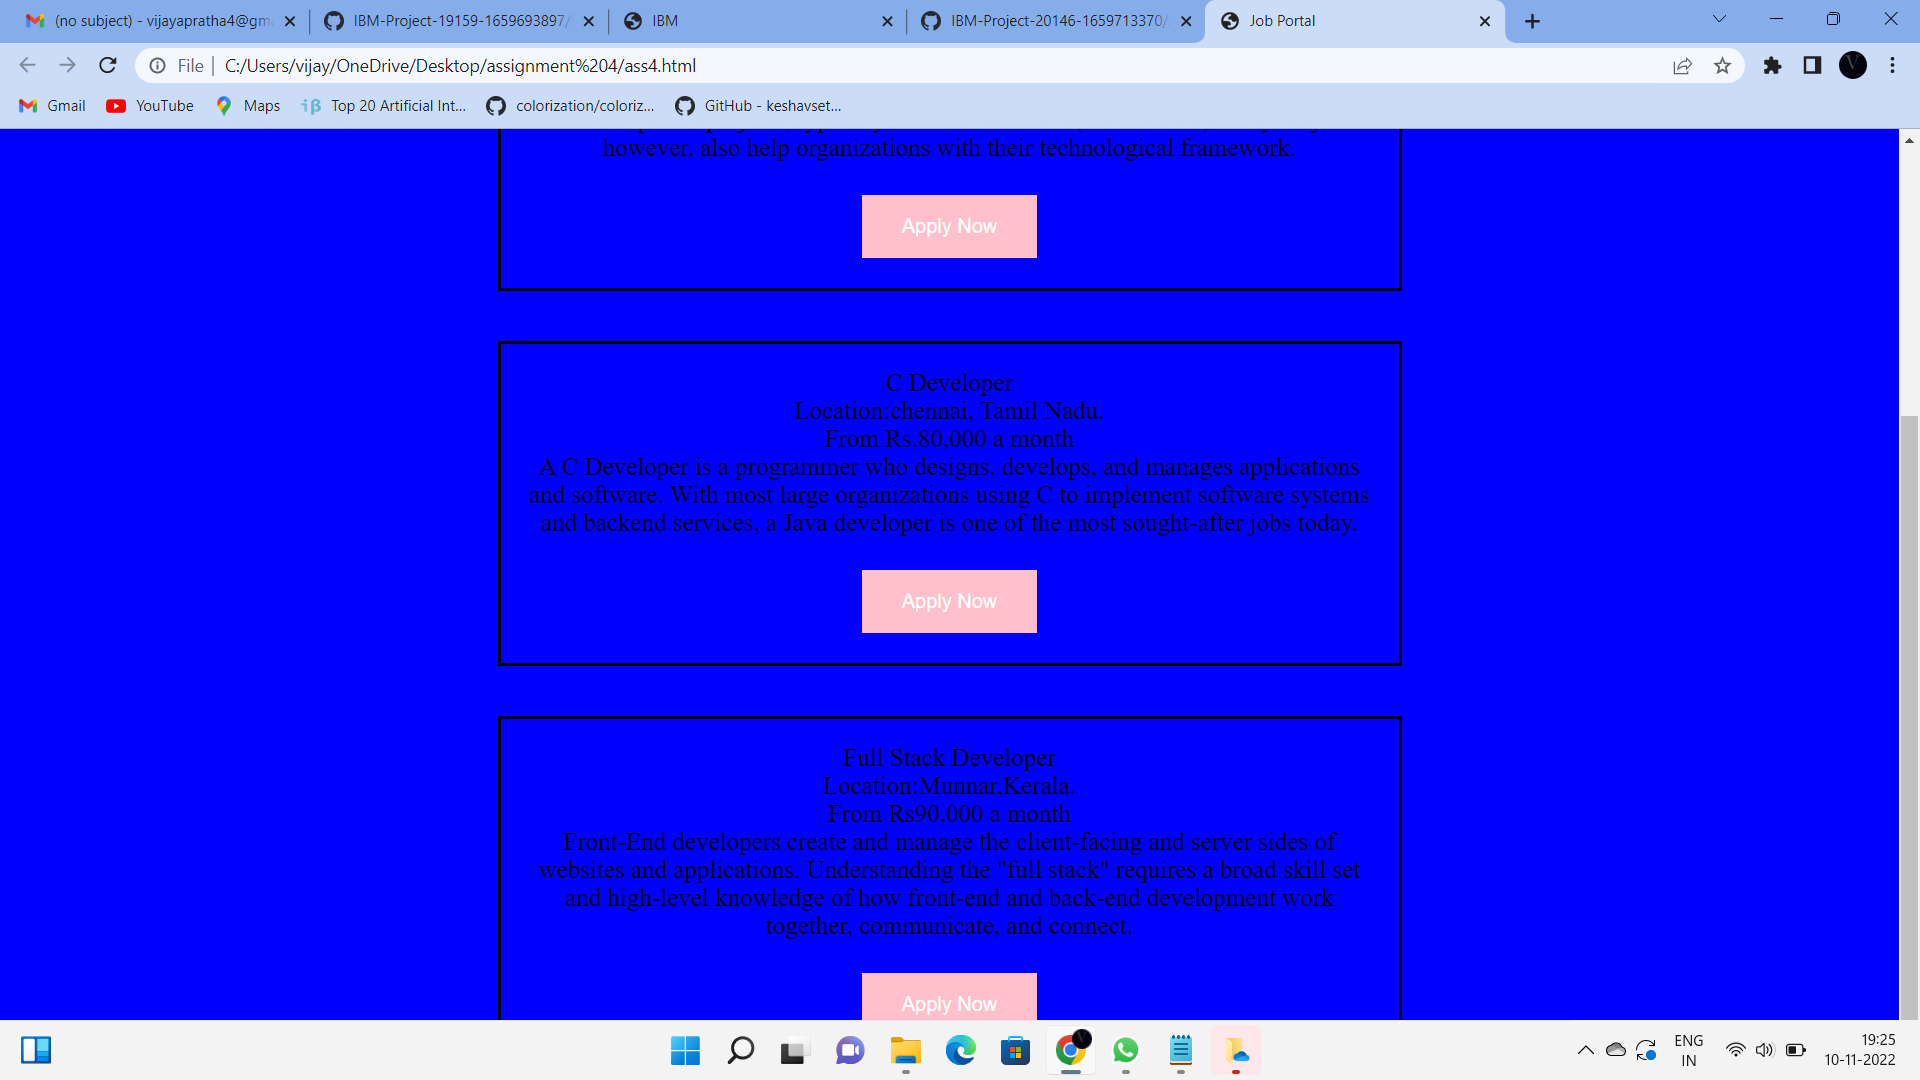 (no subject) - vijayapratha4@gm
IBM-Project-19159-1659693897/
IBM
IBM-Project-20146-1659713370/
Job Portal
File
C:/Users/vijay/OneDrive/Desktop/assignment%204/ass4.html
V
Gmail
YouTube
Maps
iβ
Top 20 Artificial Int...
colorization/coloriz...
GitHub - keshavset...
however, also help organizations with their technological framework.
Apply Now
C Developer
Location:chennai, Tamil Nadu.
From Rs.80,000 a month
A C Developer is a programmer who designs, develops, and manages applications
and software. With most large organizations using C to implement software systems
and backend services, a Java developer is one of the most sought-after jobs today.
Apply Now
Full Stack Developer
Location:Munnar,Kerala.
From Rs90,000 a month
Front-End developers create and manage the client-facing and server sides of
websites and applications. Understanding the "full stack" requires a broad skill set
and high-level knowledge of how front-end and back-end development work
together, communicate, and connect.
Apply Now
ENG
IN
19:25
10-11-2022